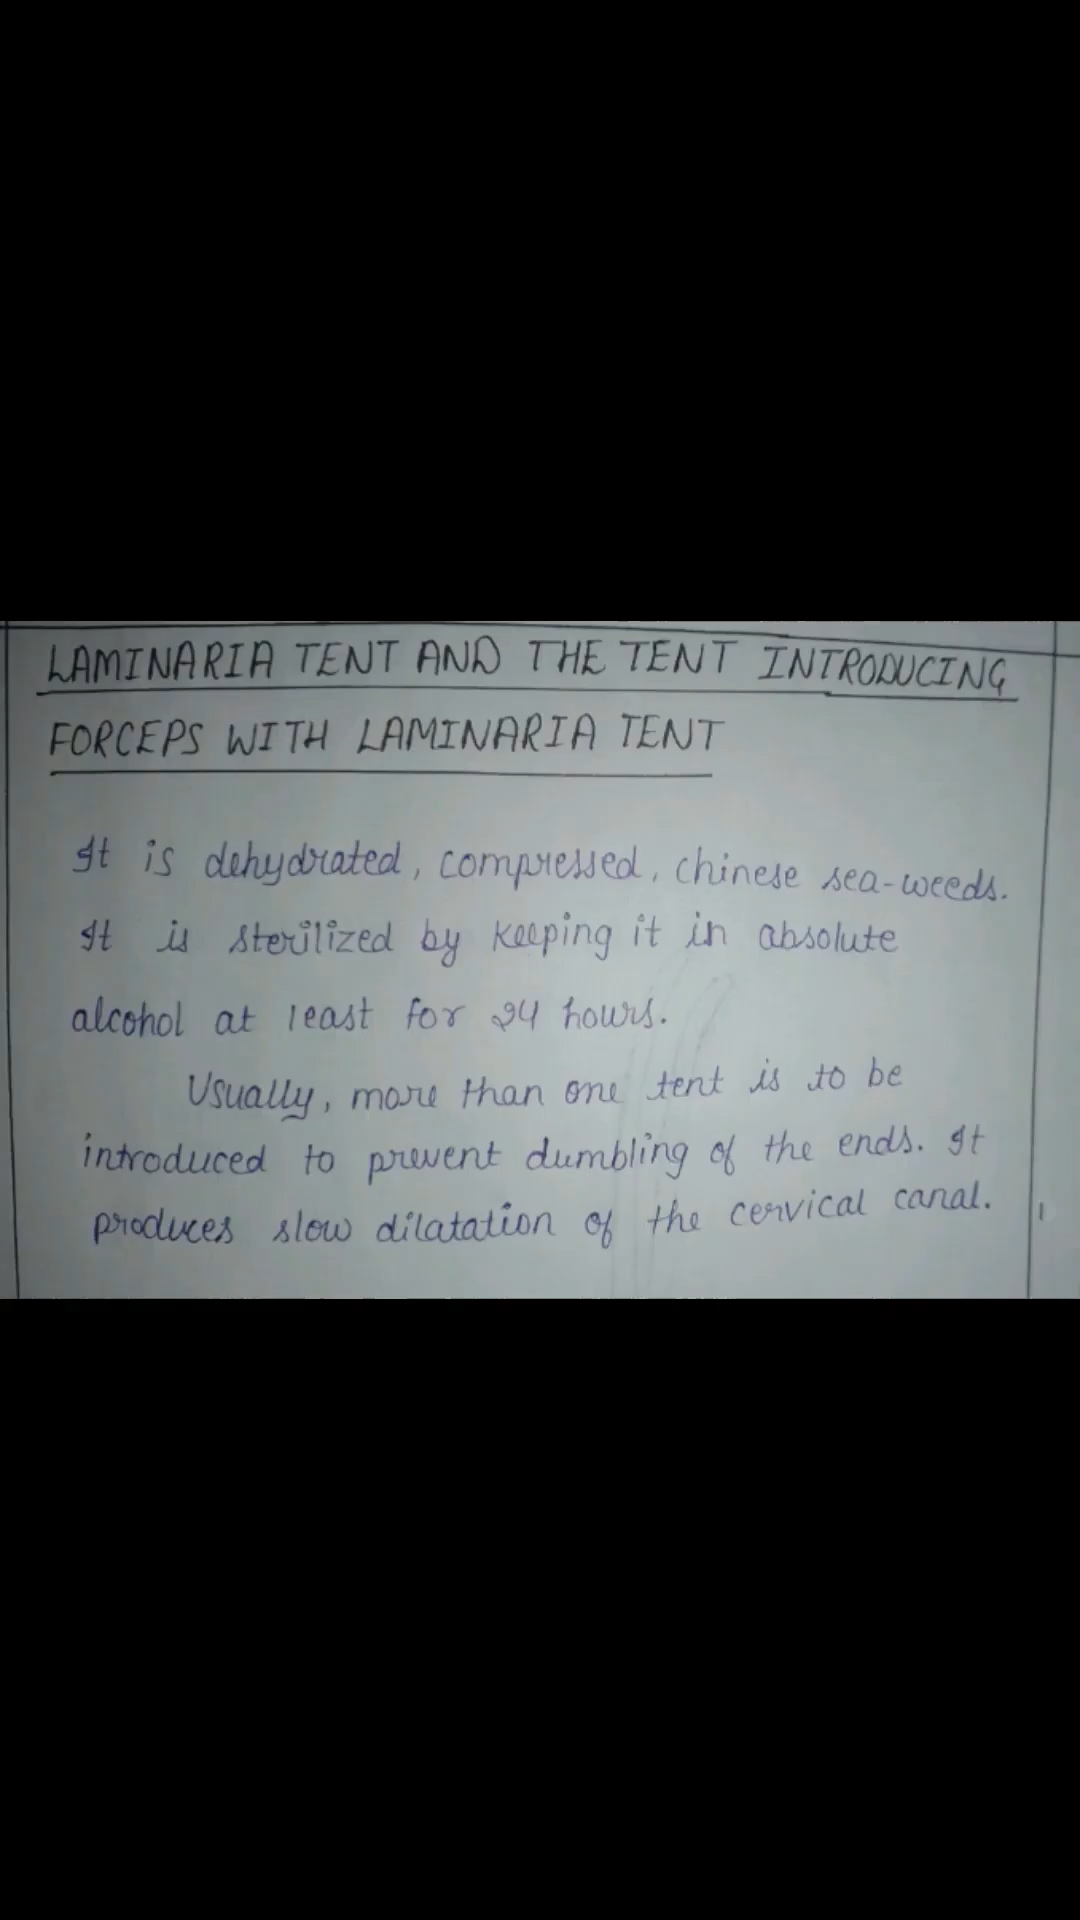 LAMINARIA TENT AND THE TENT INTRODUCING
FORCEPS WITH LAMINARIA TENT
It is dehydrated, compressed, chinese sea-weeds.
It is sterilized by keeping it in absolute
alcohol at least for 24 hours.
Usually, more than one tent is to be
introduced to prevent dumbling of the ends. It
produces slow dilatation of the cervical canal.